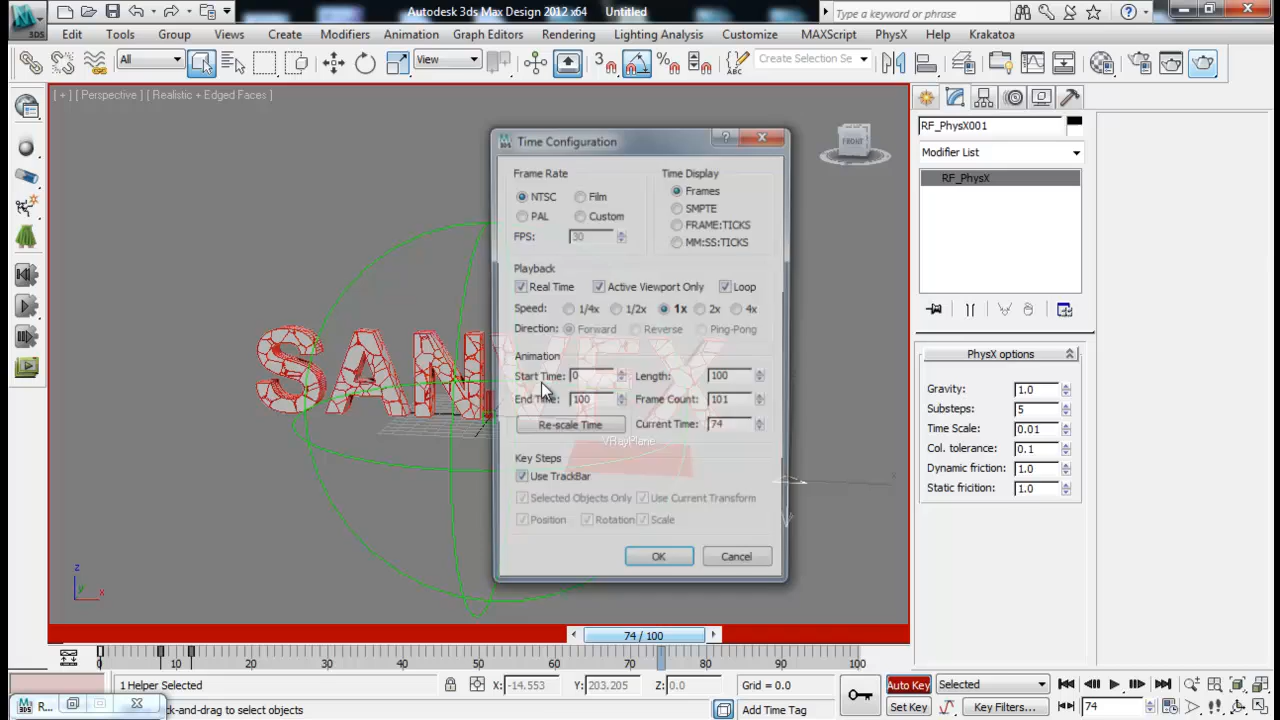 Autodesk 3ds Max Design 2012 x64 Untitled
Type a keyword or phrase
3DS
Edit Tools Group Views Create Modifiers Animation Graph Editors Rendering Lighting Analysis Customize MAXScript PhysX Help Krakatoa
All View 3 Create Selection Se
[ + ] [ Perspective ] [ Realistic + Edged Faces ]
FRONT
RF_PhysX001
Modifier List
RF_PhysX
Time Configuration
Frame Rate Time Display
NTSC Film Frames
PAL Custom SMPTE
FPS: 30 FRAME:TICKS
MM:SS:TICKS
Playback
Real Time Active Viewport Only Loop
Speed: 1/4x 1/2x 1x 2x 4x
Direction: Forward Reverse Ping-Pong
Animation
Start Time: 0 Length: 100
End Time: 100 Frame Count: 101
Re-scale Time Current Time: 74
Key Steps
Use TrackBar
Selected Objects Only Use Current Transform
Position Rotation Scale
OK Cancel
SANVFX
VRayPlane
PhysX options
Gravity: 1.0
Substeps: 5
Time Scale: 0.01
Col. tolerance: 0.1
Dynamic friction: 1.0
Static fricition: 1.0
z
y x
x
74 / 100
0 10 20 30 40 50 60 70 80 90 100
1 Helper Selected X: -14.553 Y: 203.205 Z: 0.0 Grid = 0.0 Auto Key Selected
R... ck-and-drag to select objects Add Time Tag Set Key Key Filters... 74